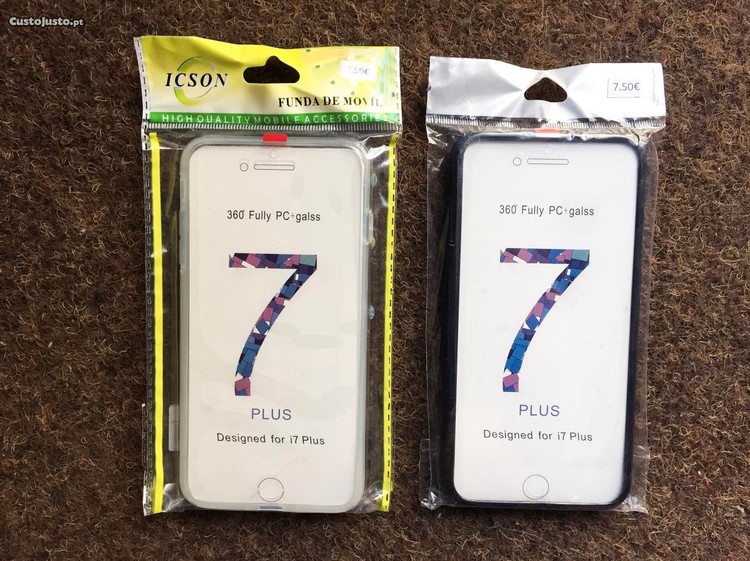 CustoJusto.pt
ICSON
7.50€
FUNDA DE MOVIL
HIGH QUALITY MOBILE ACCESSORIES
360° Fully PC+galss
7
PLUS
Designed for i7 Plus
7.50€
360° Fully PC+galss
7
PLUS
Designed for i7 Plus